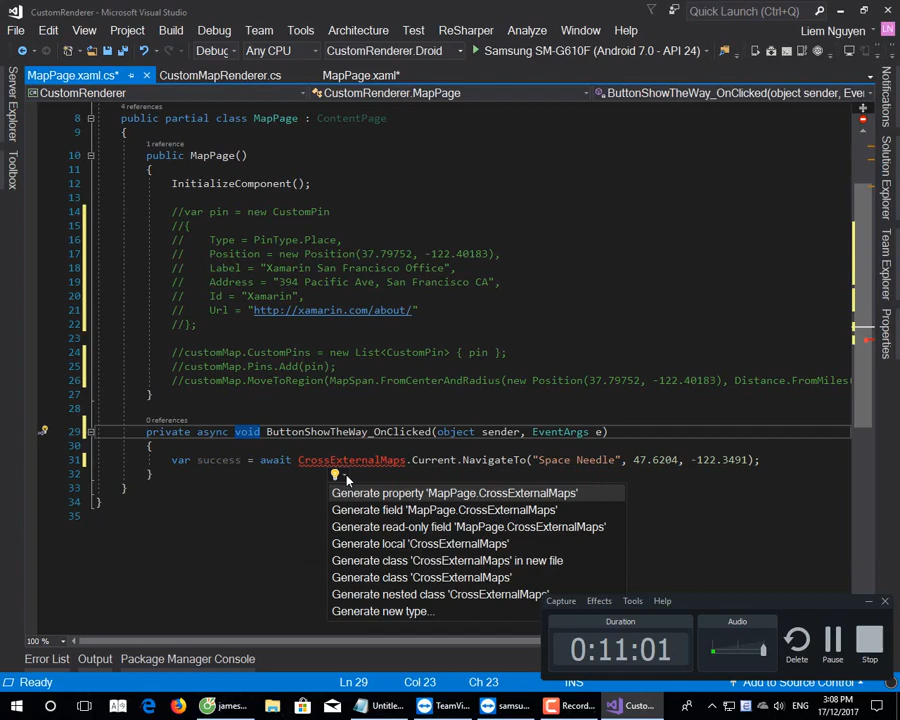 CustomRenderer - Microsoft Visual Studio
Quick Launch (Ctrl+Q)
File Edit View Project Build Debug Team Tools Architecture Test ReSharper Analyze Window Help
Liem Nguyen
LN
Debug Any CPU CustomRenderer.Droid Samsung SM-G610F (Android 7.0 - API 24)
MapPage.xaml.cs* CustomMapRenderer.cs MapPage.xaml*
CustomRenderer CustomRenderer.MapPage ButtonShowTheWay_OnClicked(object sender, Even
Server Explorer
Toolbox
Notifications
Solution Explorer
Team Explorer
Properties
4 references
8 public partial class MapPage : ContentPage
9 {
1 reference
10 public MapPage()
11 {
12 InitializeComponent();
13
14 //var pin = new CustomPin
15 //{
16 // Type = PinType.Place,
17 // Position = new Position(37.79752, -122.40183),
18 // Label = "Xamarin San Francisco Office",
19 // Address = "394 Pacific Ave, San Francisco CA",
20 // Id = "Xamarin",
21 // Url = "http://xamarin.com/about/"
22 //};
23
24 //customMap.CustomPins = new List<CustomPin> { pin };
25 //customMap.Pins.Add(pin);
26 //customMap.MoveToRegion(MapSpan.FromCenterAndRadius(new Position(37.79752, -122.40183), Distance.FromMiles(
27 }
28
0 references
29 private async void ButtonShowTheWay_OnClicked(object sender, EventArgs e)
30 {
31 var success = await CrossExternalMaps.Current.NavigateTo("Space Needle", 47.6204, -122.3491);
32 }
33 }
34 }
35
Generate property 'MapPage.CrossExternalMaps'
Generate field 'MapPage.CrossExternalMaps'
Generate read-only field 'MapPage.CrossExternalMaps'
Generate local 'CrossExternalMaps'
Generate class 'CrossExternalMaps' in new file
Generate class 'CrossExternalMaps'
Generate nested class 'CrossExternalMaps'
Generate new type...
Capture Effects Tools Help
Duration Audio
0:11:01
Delete Pause Stop
100 %
Error List Output Package Manager Console
Ready Ln 29 Col 23 Ch 23 INS Add to Source Control
james... Untitle... TeamVi... samsu... Record... Custo...
ENG
3:08 PM
17/12/2017